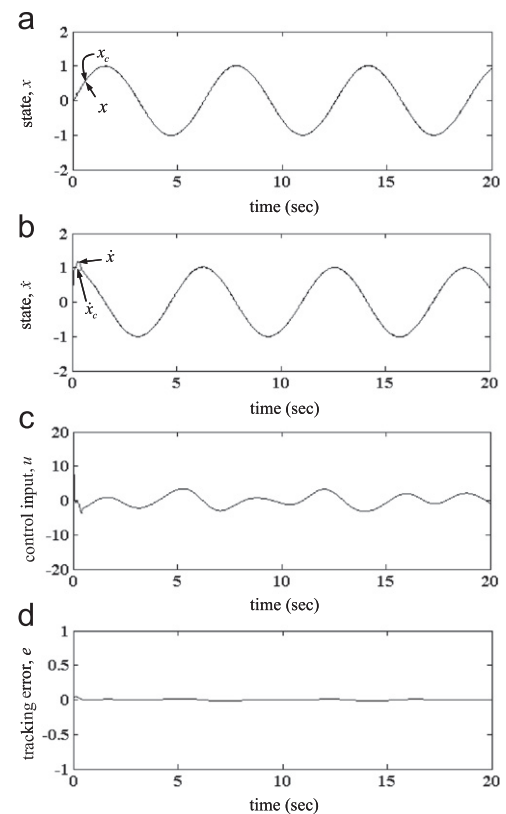 a
2
1
0
-1
-2
state, x
x_c
x
0 5 10 15 20
time (sec)
b
2
1
0
-1
-2
state, ẋ
ẋ
ẋ_c
0 5 10 15 20
time (sec)
c
20
10
0
-10
-20
control input, u
0 5 10 15 20
time (sec)
d
1
0.5
0
-0.5
-1
tracking error, e
0 5 10 15 20
time (sec)